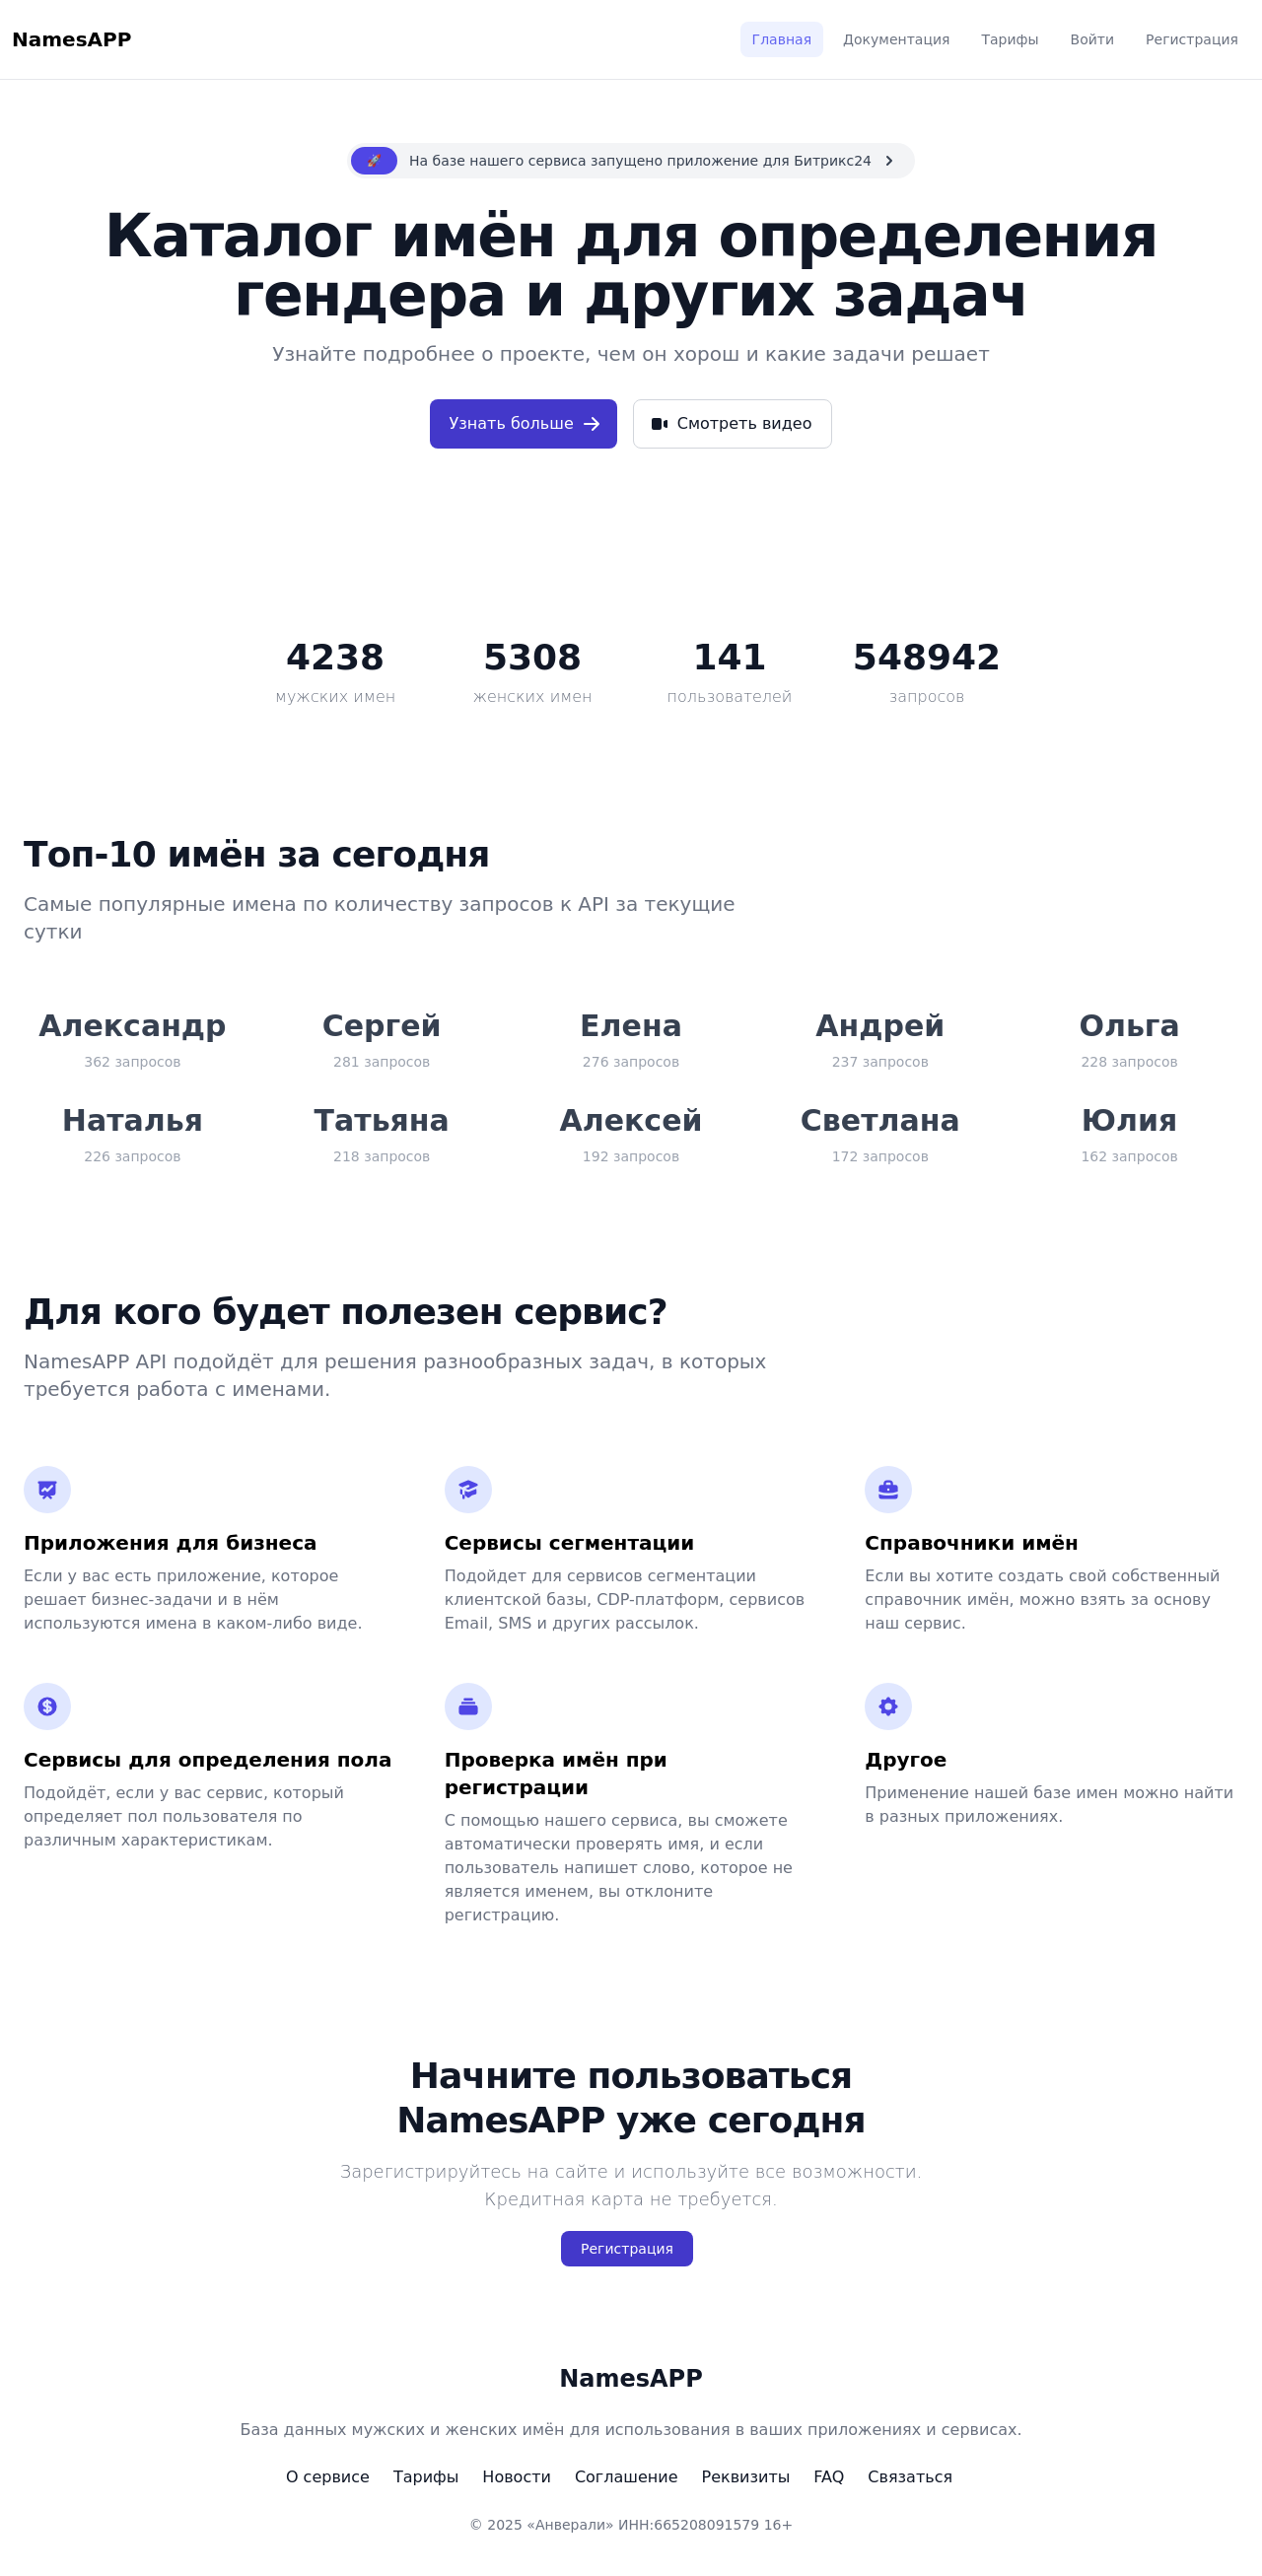 NamesAPP
Главная Документация Тарифы Войти Регистрация
🚀 На базе нашего сервиса запущено приложение для Битрикс24
Каталог имён для определения
гендера и других задач
Узнайте подробнее о проекте, чем он хорош и какие задачи решает
Узнать больше
Смотреть видео
4238 5308 141 548942
мужских имен женских имен пользователей запросов
Топ-10 имён за сегодня
Самые популярные имена по количеству запросов к API за текущие
сутки
Александр Сергей Елена Андрей Ольга
362 запросов 281 запросов 276 запросов 237 запросов 228 запросов
Наталья Татьяна Алексей Светлана Юлия
226 запросов 218 запросов 192 запросов 172 запросов 162 запросов
Для кого будет полезен сервис?
NamesAPP API подойдёт для решения разнообразных задач, в которых
требуется работа с именами.
Приложения для бизнеса
Если у вас есть приложение, которое
решает бизнес-задачи и в нём
используются имена в каком-либо виде.
Сервисы сегментации
Подойдет для сервисов сегментации
клиентской базы, CDP-платформ, сервисов
Email, SMS и других рассылок.
Справочники имён
Если вы хотите создать свой собственный
справочник имён, можно взять за основу
наш сервис.
Сервисы для определения пола
Подойдёт, если у вас сервис, который
определяет пол пользователя по
различным характеристикам.
Проверка имён при
регистрации
С помощью нашего сервиса, вы сможете
автоматически проверять имя, и если
пользователь напишет слово, которое не
является именем, вы отклоните
регистрацию.
Другое
Применение нашей базе имен можно найти
в разных приложениях.
Начните пользоваться
NamesAPP уже сегодня
Зарегистрируйтесь на сайте и используйте все возможности.
Кредитная карта не требуется.
Регистрация
NamesAPP
База данных мужских и женских имён для использования в ваших приложениях и сервисах.
О сервисе Тарифы Новости Соглашение Реквизиты FAQ Связаться
© 2025 «Анверали» ИНН:665208091579 16+